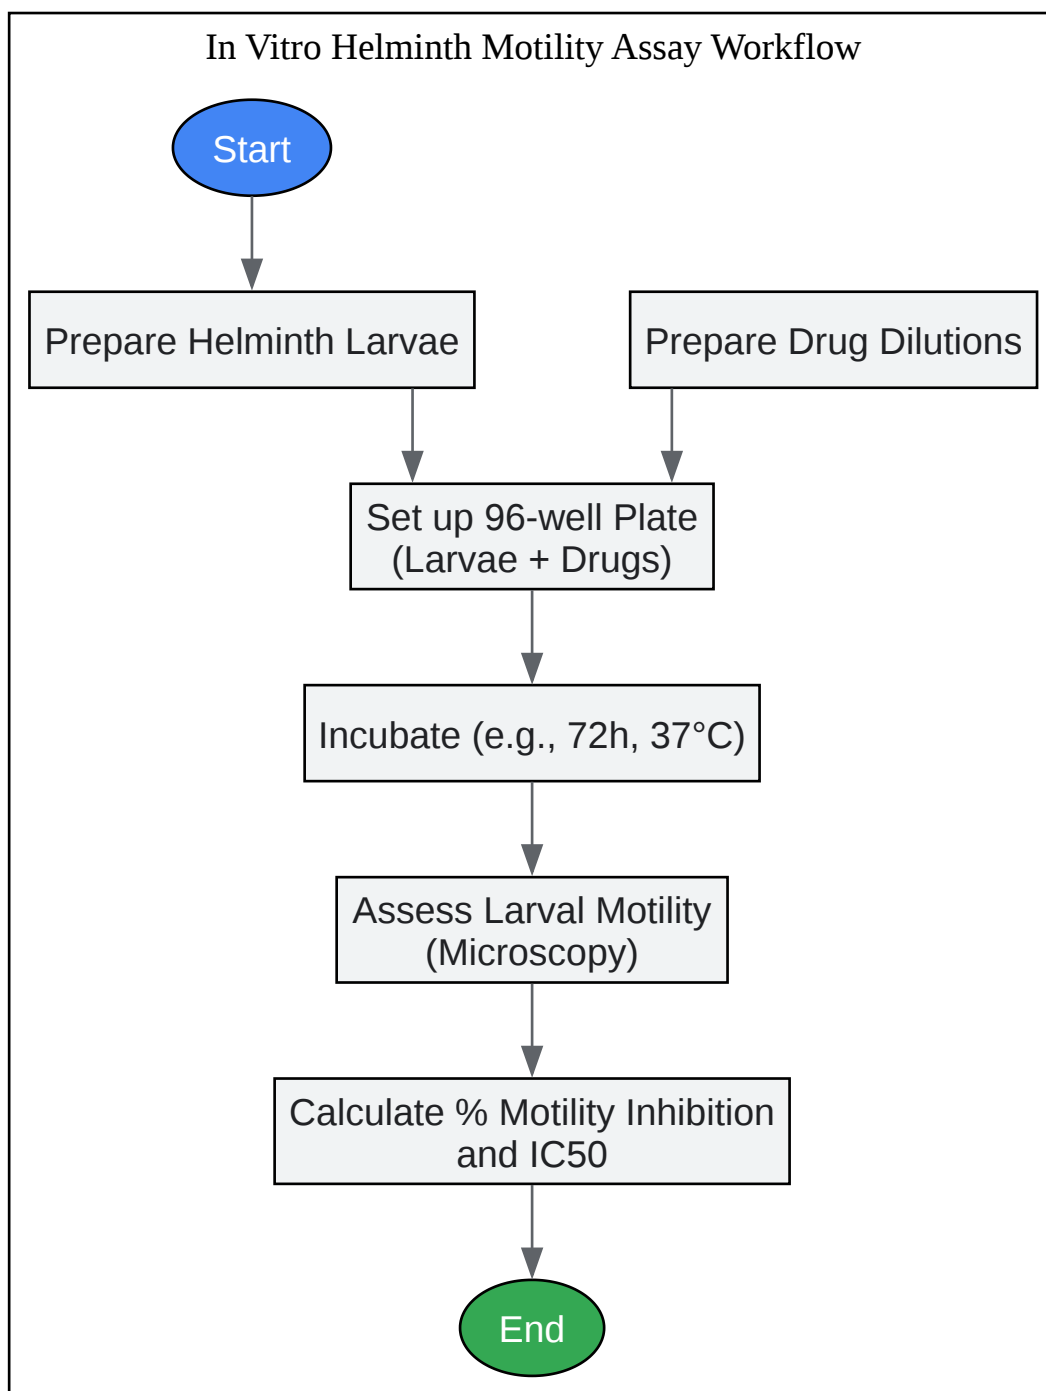 In Vitro Helminth Motility Assay Workflow
Start
Prepare Helminth Larvae
Prepare Drug Dilutions
Set up 96-well Plate
(Larvae + Drugs)
Incubate (e.g., 72h, 37°C)
Assess Larval Motility
(Microscopy)
Calculate % Motility Inhibition
and IC50
End